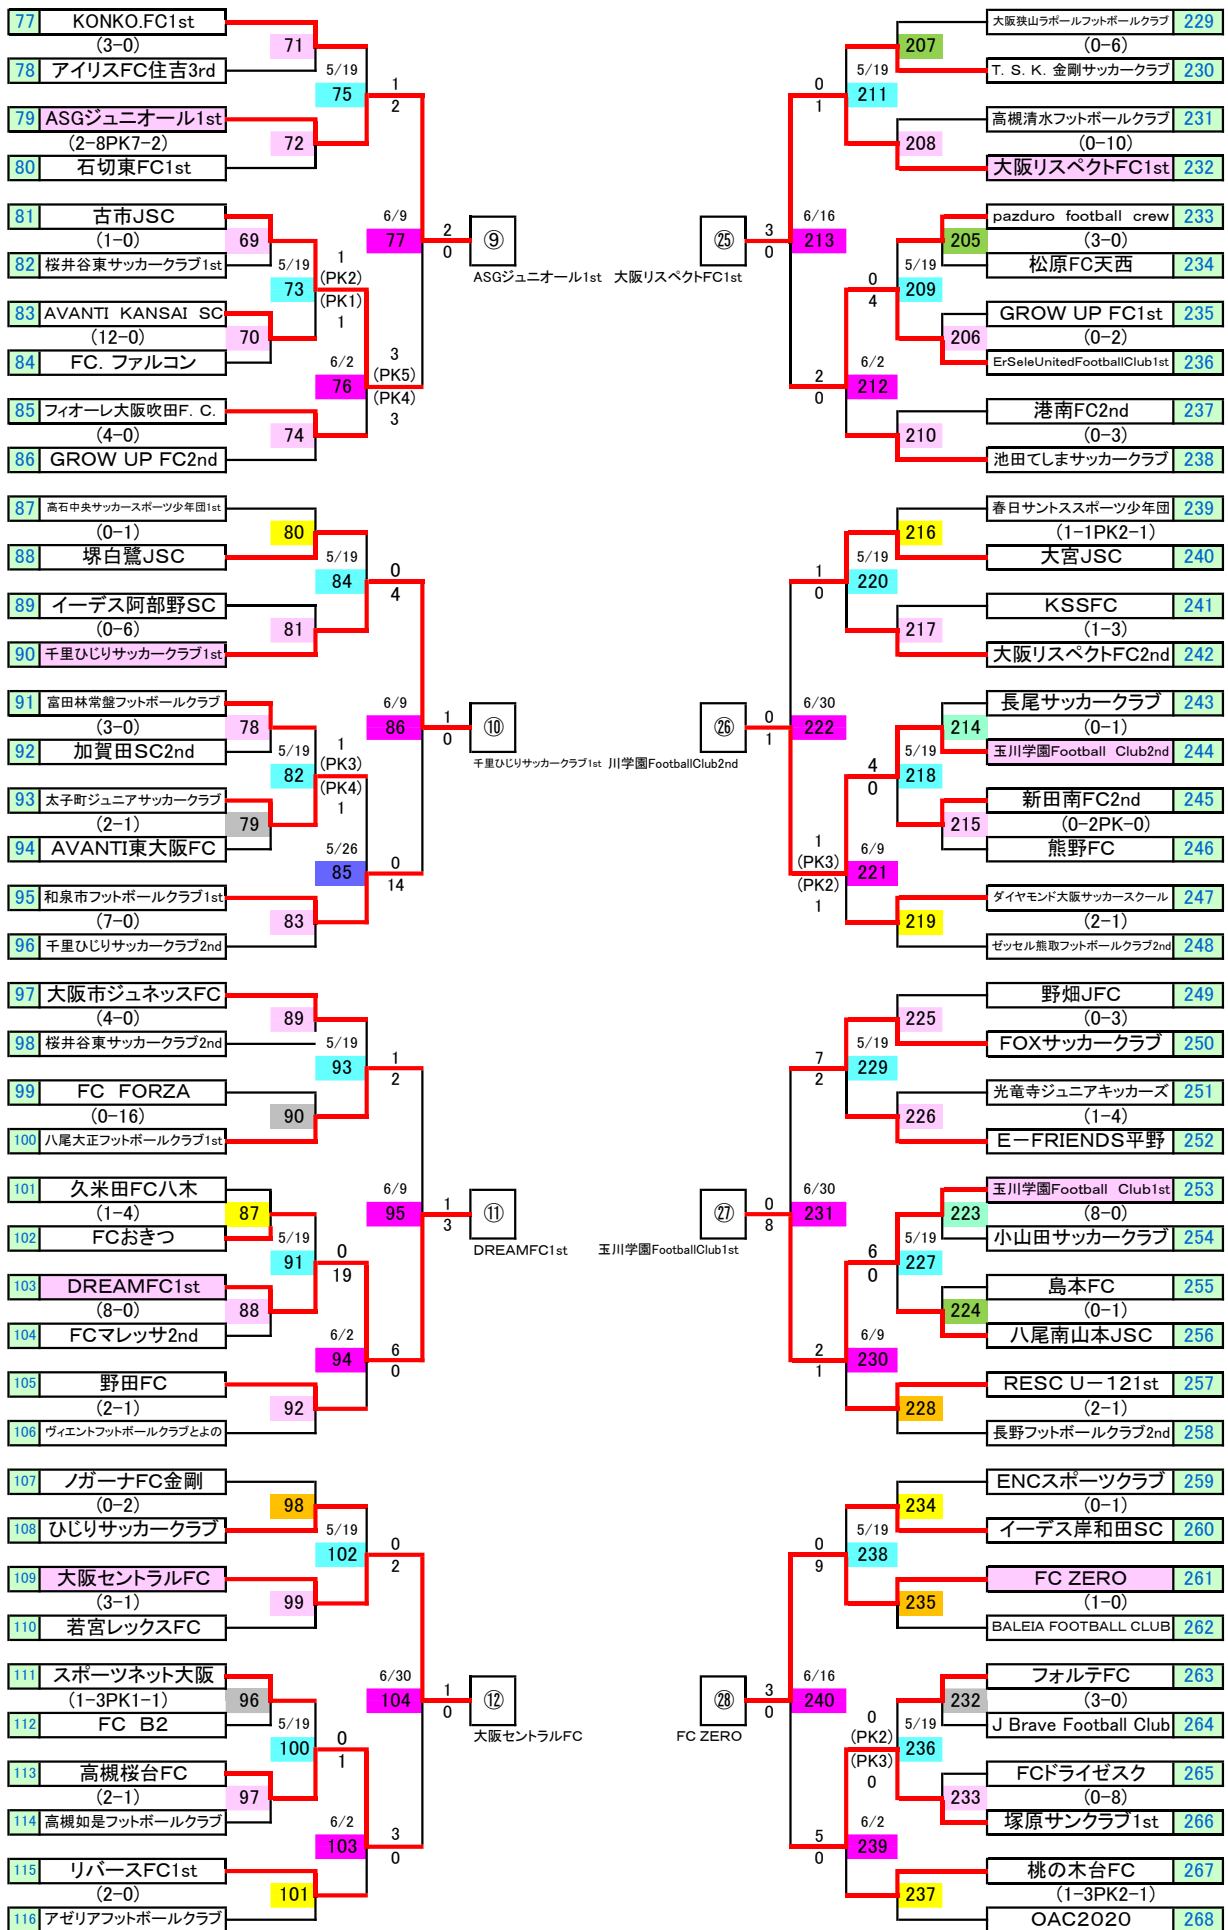 77 KONKO.FC1st
(3-0) 71
78 アイリスFC住吉3rd
5/19
75
1
2
79 ASGジュニオール1st
(2-8PK7-2) 72
80 石切東FC1st
81 古市JSC
(1-0) 69
82 桜井谷東サッカークラブ1st
5/19
73
1
(PK2)
(PK1)
1
83 AVANTI KANSAI SC
(12-0) 70
84 FC. ファルコン
6/2
76
3
(PK5)
(PK4)
3
85 フィオーレ大阪吹田F. C.
(4-0) 74
86 GROW UP FC2nd
6/9
77
2
0
⑨
ASGジュニオール1st
87 高石中央サッカースポーツ少年団1st
(0-1) 80
88 堺白鷺JSC
5/19
84
0
4
89 イーデス阿部野SC
(0-6) 81
90 千里ひじりサッカークラブ1st
91 富田林常盤フットボールクラブ
(3-0) 78
92 加賀田SC2nd
5/19
82
1
(PK3)
(PK4)
1
93 太子町ジュニアサッカークラブ
(2-1) 79
94 AVANTI東大阪FC
5/26
85
0
14
95 和泉市フットボールクラブ1st
(7-0) 83
96 千里ひじりサッカークラブ2nd
6/9
86
1
0
⑩
千里ひじりサッカークラブ1st
97 大阪市ジュネッスFC
(4-0) 89
98 桜井谷東サッカークラブ2nd
5/19
93
1
2
99 FC FORZA
(0-16) 90
100 八尾大正フットボールクラブ1st
101 久米田FC八木
(1-4) 87
102 FCおきつ
5/19
91
0
19
103 DREAMFC1st
(8-0) 88
104 FCマレッサ2nd
6/2
94
6
0
105 野田FC
(2-1) 92
106 ヴィエントフットボールクラブとよの
6/9
95
1
3
⑪
DREAMFC1st
107 ノガーナFC金剛
(0-2) 98
108 ひじりサッカークラブ
5/19
102
0
2
109 大阪セントラルFC
(3-1) 99
110 若宮レックスFC
111 スポーツネット大阪
(1-3PK1-1) 96
112 FC B2
5/19
100
0
1
113 高槻桜台FC
(2-1) 97
114 高槻如是フットボールクラブ
6/2
103
3
0
115 リバースFC1st
(2-0) 101
116 アゼリアフットボールクラブ
6/30
104
1
0
⑫
大阪セントラルFC
大阪狭山ラポールフットボールクラブ 229
207 (0-6)
T. S. K. 金剛サッカークラブ 230
5/19
211
0
1
高槻清水フットボールクラブ 231
208 (0-10)
大阪リスペクトFC1st 232
pazduro football crew 233
205 (3-0)
松原FC天西 234
5/19
209
0
4
GROW UP FC1st 235
206 (0-2)
ErSeleUnitedFootballClub1st 236
6/2
212
2
0
港南FC2nd 237
210 (0-3)
池田てしまサッカークラブ 238
6/16
213
3
0
㉕
大阪リスペクトFC1st
春日サントススポーツ少年団 239
216 (1-1PK2-1)
大宮JSC 240
5/19
220
1
0
KSSFC 241
217 (1-3)
大阪リスペクトFC2nd 242
長尾サッカークラブ 243
214 (0-1)
玉川学園Football Club2nd 244
5/19
218
4
0
新田南FC2nd 245
215 (0-2PK-0)
熊野FC 246
6/9
221
1
(PK3)
(PK2)
1
ダイヤモンド大阪サッカースクール 247
219 (2-1)
ゼッセル熊取フットボールクラブ2nd 248
6/30
222
0
1
㉖
川学園FootballClub2nd
野畑JFC 249
225 (0-3)
FOXサッカークラブ 250
5/19
229
7
2
光竜寺ジュニアキッカーズ 251
226 (1-4)
E-FRIENDS平野 252
玉川学園Football Club1st 253
223 (8-0)
小山田サッカークラブ 254
5/19
227
6
0
島本FC 255
224 (0-1)
八尾南山本JSC 256
6/9
230
2
1
RESC U-121st 257
228 (2-1)
長野フットボールクラブ2nd 258
6/30
231
0
8
㉗
玉川学園FootballClub1st
ENCスポーツクラブ 259
234 (0-1)
イーデス岸和田SC 260
5/19
238
0
9
FC ZERO 261
235 (1-0)
BALEIA FOOTBALL CLUB 262
フォルテFC 263
232 (3-0)
J Brave Football Club 264
5/19
236
0
(PK2)
(PK3)
0
FCドライゼスク 265
233 (0-8)
塚原サンクラブ1st 266
6/2
239
5
0
桃の木台FC 267
237 (1-3PK2-1)
OAC2020 268
6/16
240
3
0
㉘
FC ZERO